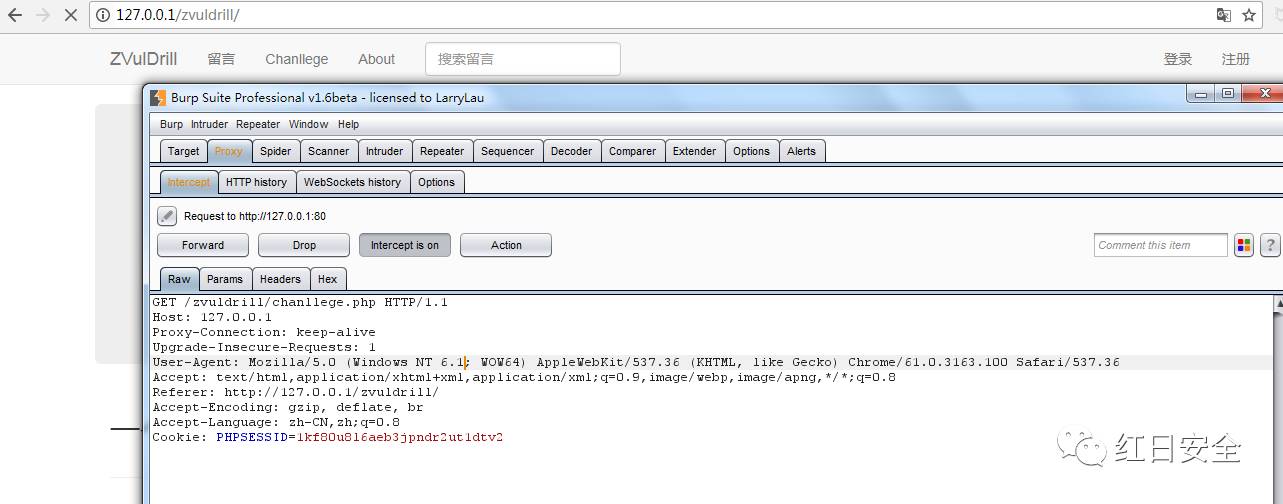 127.0.0.1/zvuldrill/
ZVulDrill 留言 Chanllege About 搜索留言 登录 注册
Burp Suite Professional v1.6beta - licensed to LarryLau
Burp Intruder Repeater Window Help
Target Proxy Spider Scanner Intruder Repeater Sequencer Decoder Comparer Extender Options Alerts
Intercept HTTP history WebSockets history Options
Request to http://127.0.0.1:80
Forward Drop Intercept is on Action Comment this item ?
Raw Params Headers Hex
GET /zvuldrill/chanllege.php HTTP/1.1
Host: 127.0.0.1
Proxy-Connection: keep-alive
Upgrade-Insecure-Requests: 1
User-Agent: Mozilla/5.0 (Windows NT 6.1; WOW64) AppleWebKit/537.36 (KHTML, like Gecko) Chrome/61.0.3163.100 Safari/537.36
Accept: text/html,application/xhtml+xml,application/xml;q=0.9,image/webp,image/apng,*/*;q=0.8
Referer: http://127.0.0.1/zvuldrill/
Accept-Encoding: gzip, deflate, br
Accept-Language: zh-CN,zh;q=0.8
Cookie: PHPSESSID=1kf80u816aeb3jpndr2ut1dtv2
红日安全